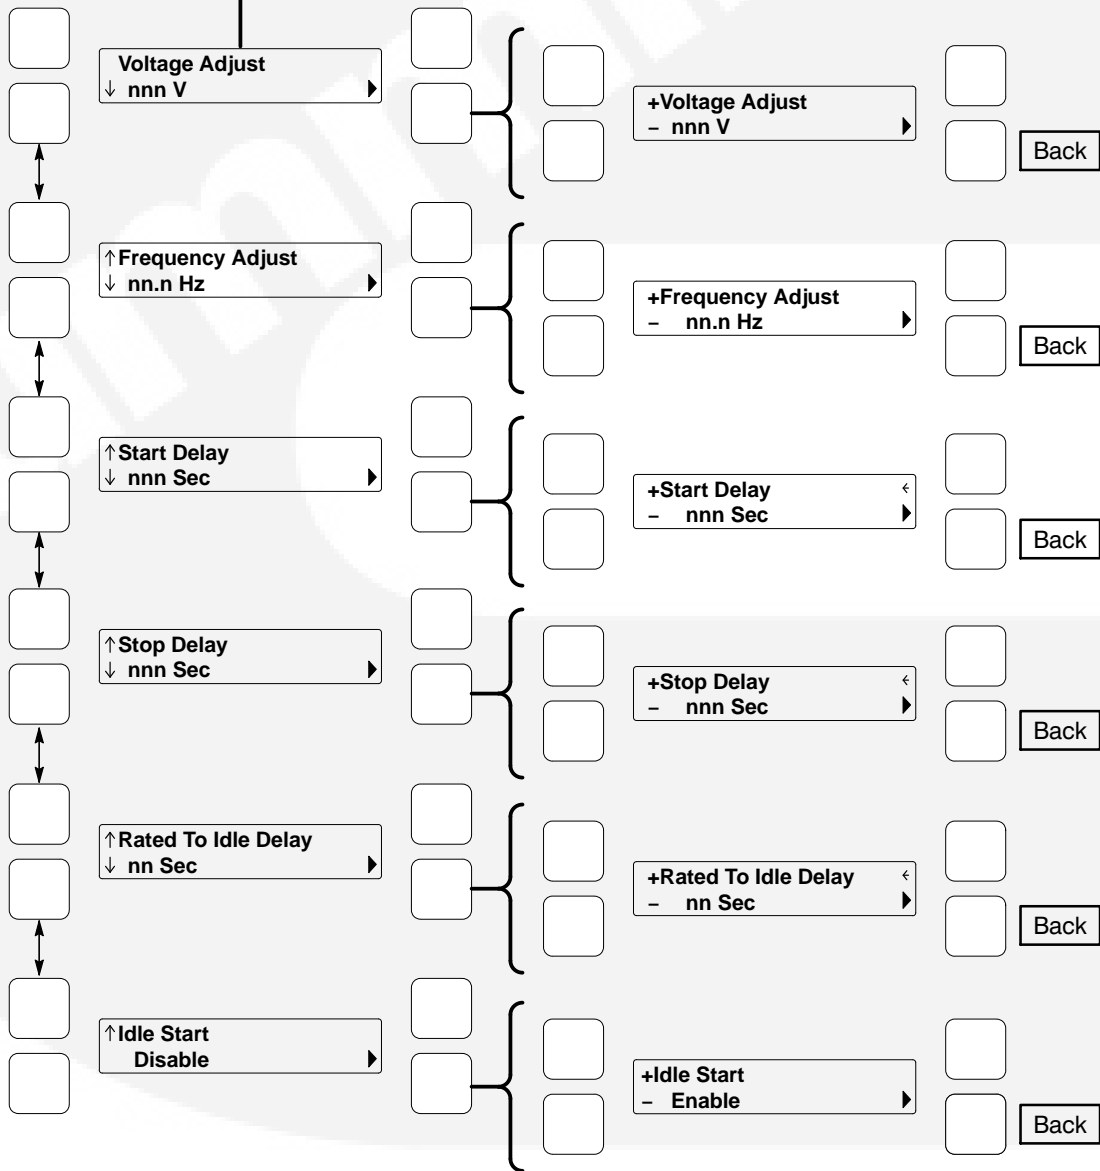 Voltage Adjust
↓ nnn V
+Voltage Adjust
– nnn V
Back
↑Frequency Adjust
↓ nn.n Hz
+Frequency Adjust
– nn.n Hz
Back
↑Start Delay
↓ nnn Sec
+Start Delay ←
– nnn Sec
Back
↑Stop Delay
↓ nnn Sec
+Stop Delay ←
– nnn Sec
Back
↑Rated To Idle Delay
↓ nn Sec
+Rated To Idle Delay ←
– nn Sec
Back
↑Idle Start
Disable
+Idle Start
– Enable
Back